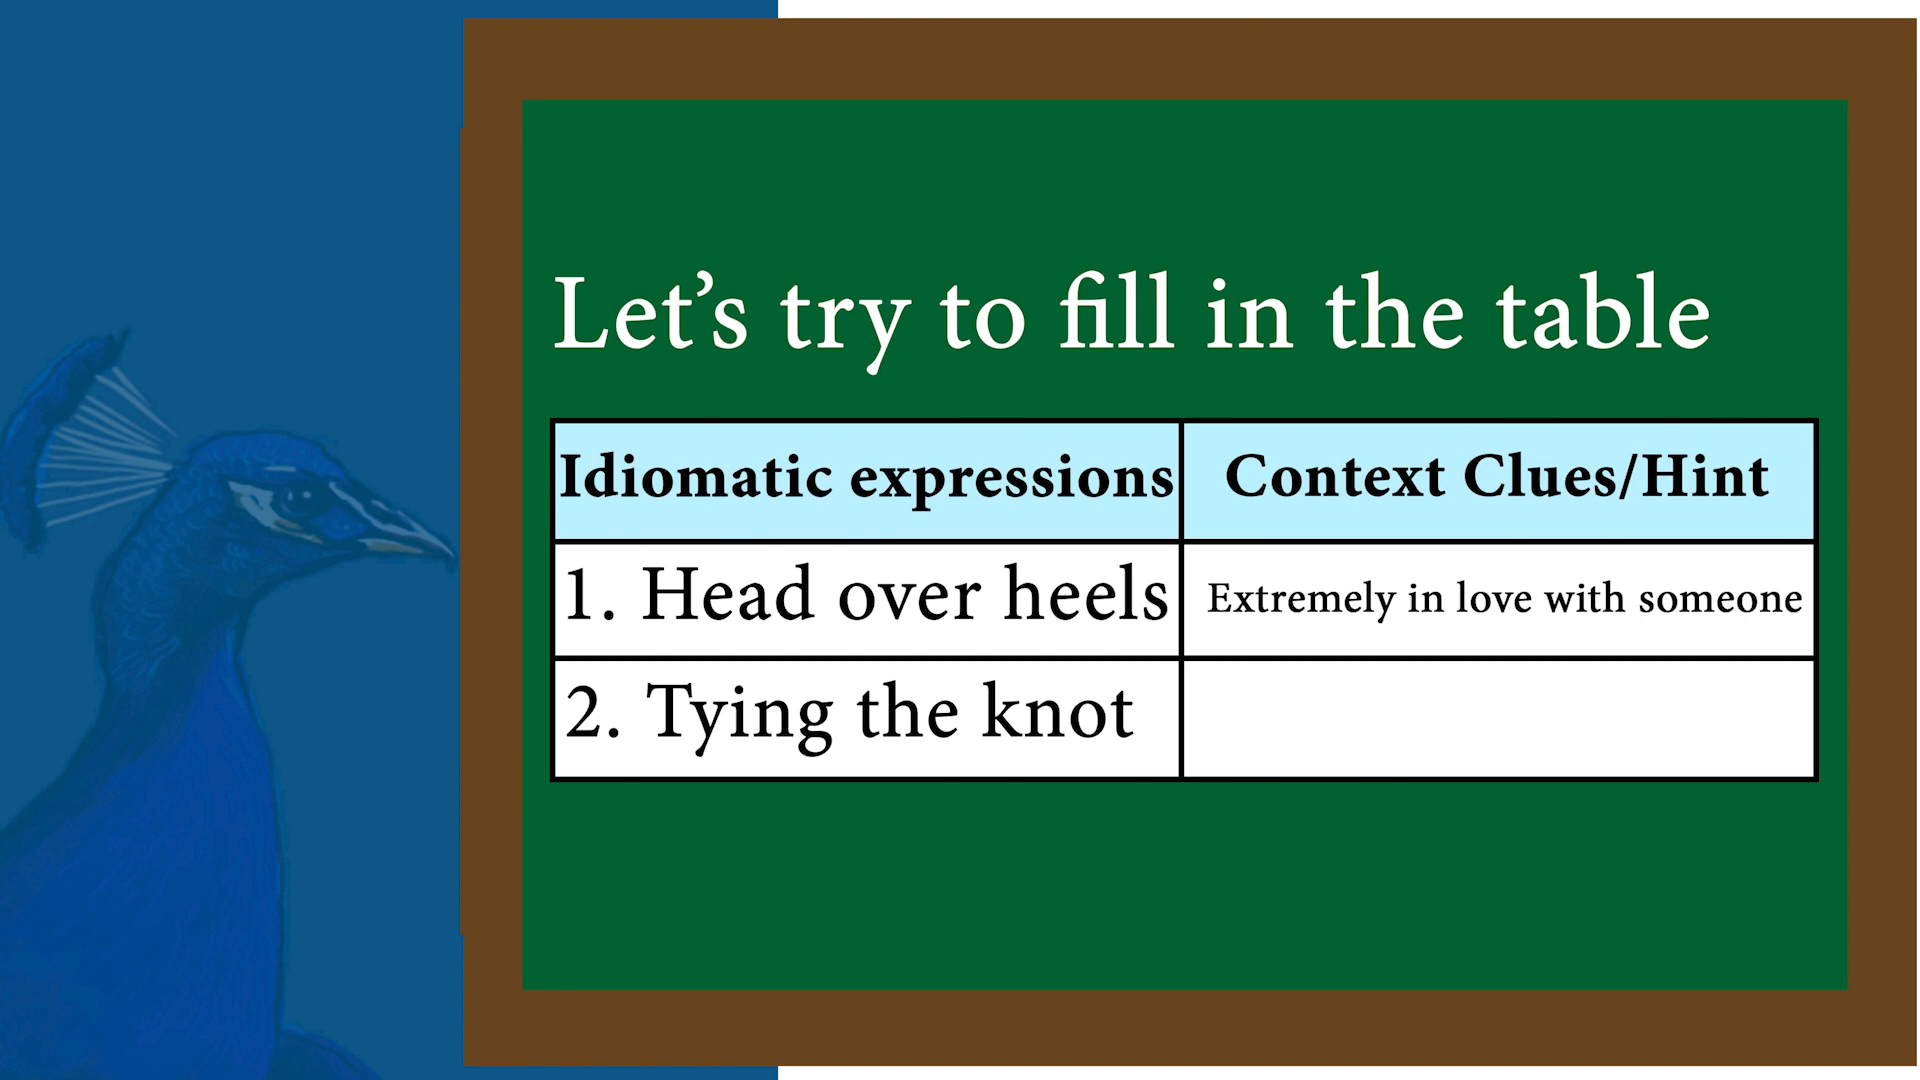 Let’s try to fill in the table
Idiomatic expressions
Context Clues/Hint
1. Head over heels
Extremely in love with someone
2. Tying the knot